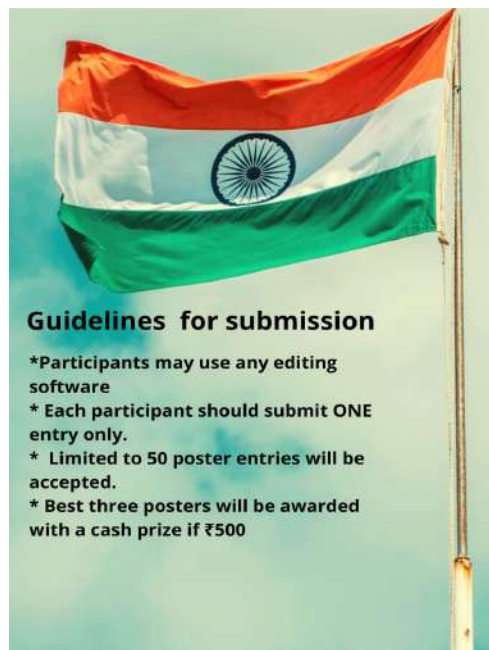 Guidelines  for submission
*Participants may use any editing
software
* Each participant should submit ONE
entry only.
*  Limited to 50 poster entries will be
accepted.
* Best three posters will be awarded
with a cash prize if ₹500